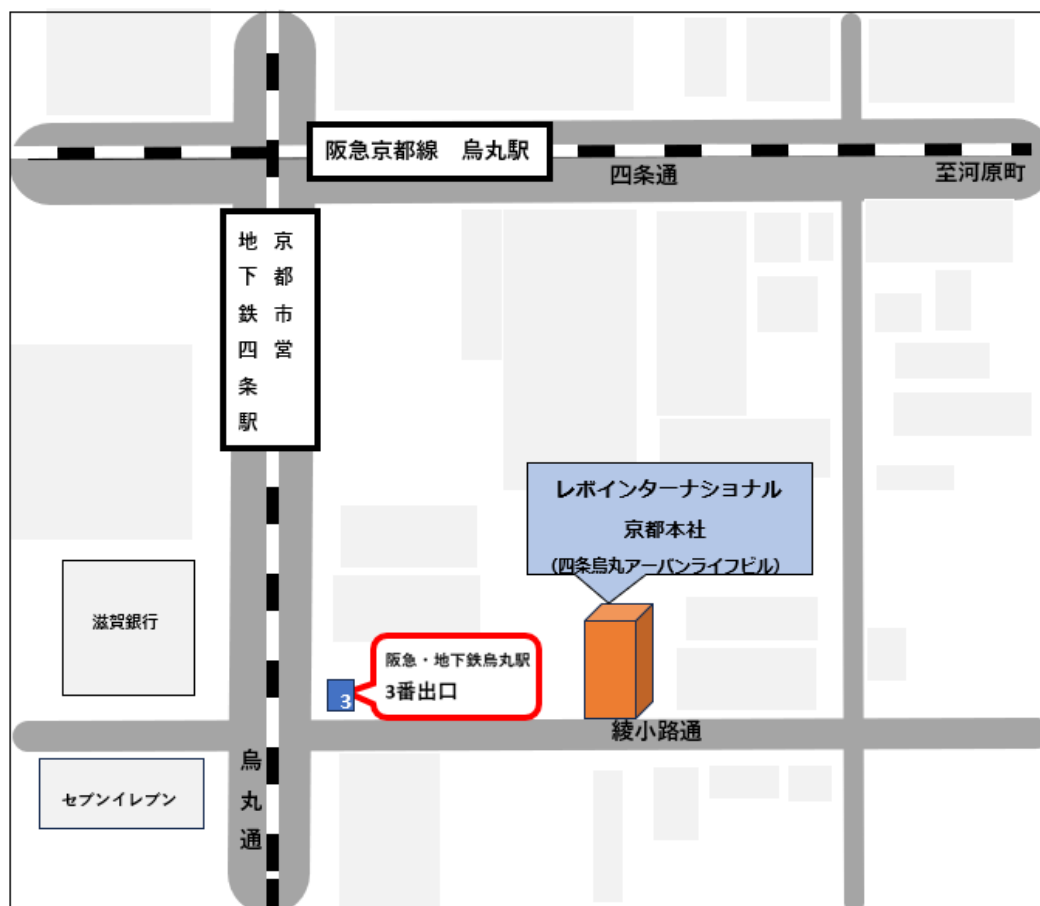 阪急京都線　烏丸駅
四条通
至河原町
京都市営
地下鉄四条駅
レボインターナショナル
京都本社
（四条烏丸アーバンライフビル）
滋賀銀行
阪急・地下鉄烏丸駅
3番出口
3
綾小路通
烏丸通
セブンイレブン